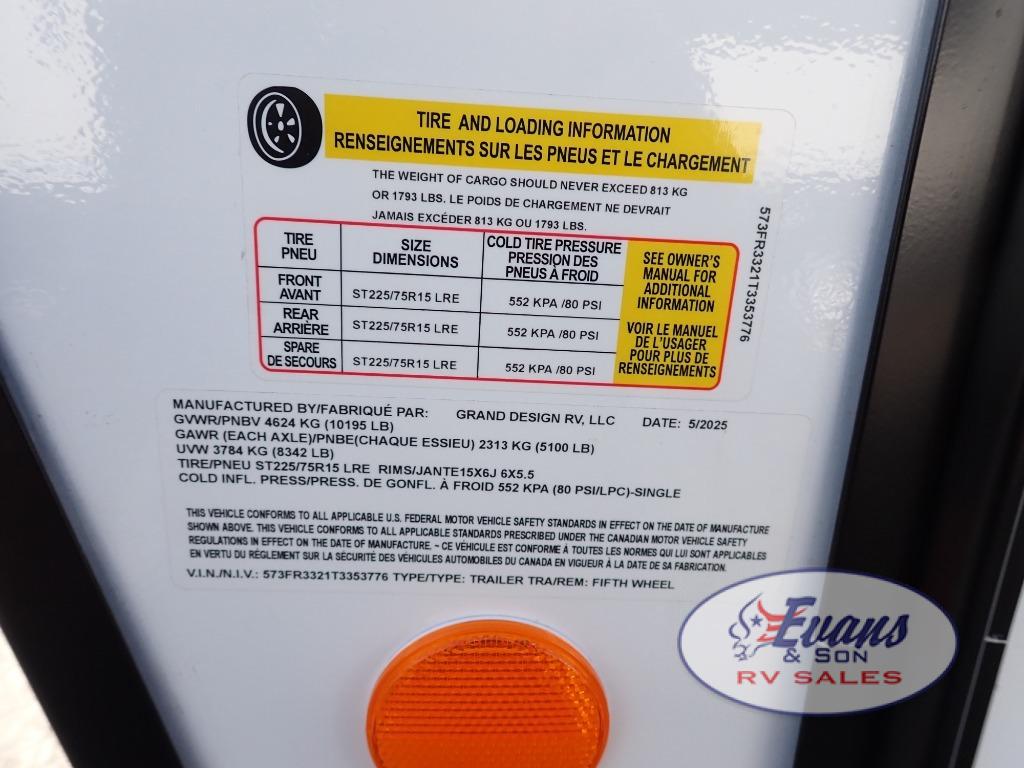 TIRE AND LOADING INFORMATION
RENSEIGNEMENTS SUR LES PNEUS ET LE CHARGEMENT
THE WEIGHT OF CARGO SHOULD NEVER EXCEED 813 KG
OR 1793 LBS. LE POIDS DE CHARGEMENT NE DEVRAIT
JAMAIS EXCÉDER 813 KG OU 1793 LBS.
TIRE
PNEU
SIZE
DIMENSIONS
COLD TIRE PRESSURE
PRESSION DES
PNEUS À FROID
FRONT
AVANT
ST225/75R15 LRE
552 KPA /80 PSI
REAR
ARRIÈRE
ST225/75R15 LRE
552 KPA /80 PSI
SPARE
DE SECOURS
ST225/75R15 LRE
552 KPA /80 PSI
SEE OWNER'S
MANUAL FOR
ADDITIONAL
INFORMATION
VOIR LE MANUEL
DE L'USAGER
POUR PLUS DE
RENSEIGNEMENTS
573FR3321T3353776
MANUFACTURED BY/FABRIQUÉ PAR: GRAND DESIGN RV, LLC DATE: 5/2025
GVWR/PNBV 4624 KG (10195 LB)
GAWR (EACH AXLE)/PNBE(CHAQUE ESSIEU) 2313 KG (5100 LB)
UVW 3784 KG (8342 LB)
TIRE/PNEU ST225/75R15 LRE RIMS/JANTE15X6J 6X5.5
COLD INFL. PRESS/PRESS. DE GONFL. À FROID 552 KPA (80 PSI/LPC)-SINGLE
THIS VEHICLE CONFORMS TO ALL APPLICABLE U.S. FEDERAL MOTOR VEHICLE SAFETY STANDARDS IN EFFECT ON THE DATE OF MANUFACTURE
SHOWN ABOVE. THIS VEHICLE CONFORMS TO ALL APPLICABLE STANDARDS PRESCRIBED UNDER THE CANADIAN MOTOR VEHICLE SAFETY
REGULATIONS IN EFFECT ON THE DATE OF MANUFACTURE. ~ CE VÉHICULE EST CONFORME À TOUTES LES NORMES QUI LUI SONT APPLICABLES
EN VERTU DU RÉGLEMENT SUR LA SÉCURITÉ DES VÉHICULES AUTOMOBILES DU CANADA EN VIGUEUR À LA DATE DE SA FABRICATION.
V.I.N./N.I.V.: 573FR3321T3353776 TYPE/TYPE: TRAILER TRA/REM: FIFTH WHEEL
Evans
& SON
RV SALES